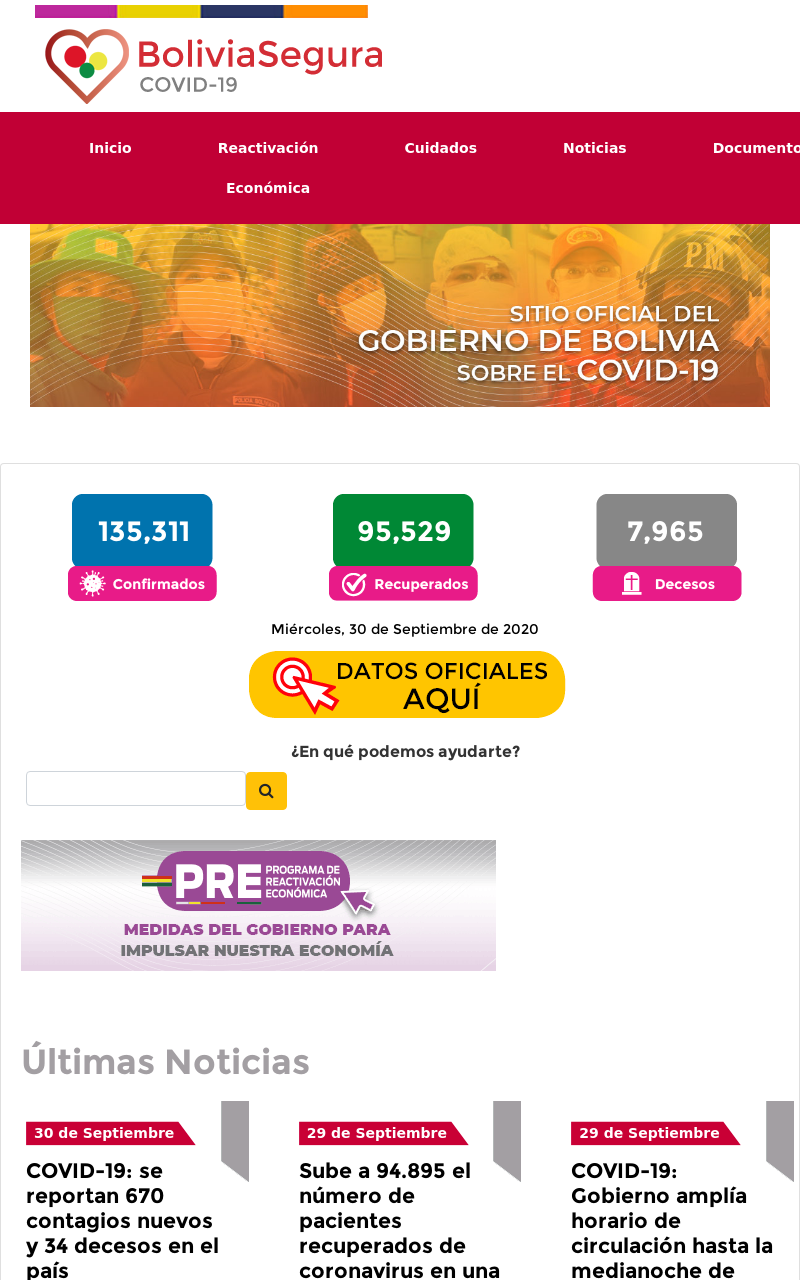 BoliviaSegura
COVID-19
Inicio
Reactivación
Económica
Cuidados
Noticias
Documento
PM
SITIO OFICIAL DEL
GOBIERNO DE BOLIVIA
SOBRE EL COVID-19
135,311
Confirmados
95,529
Recuperados
7,965
Decesos
Miércoles, 30 de Septiembre de 2020
DATOS OFICIALES
AQUÍ
¿En qué podemos ayudarte?
PRE
PROGRAMA DE
REACTIVACIÓN
ECONÓMICA
MEDIDAS DEL GOBIERNO PARA
IMPULSAR NUESTRA ECONOMÍA
Últimas Noticias
30 de Septiembre
COVID-19: se
reportan 670
contagios nuevos
y 34 decesos en el
país
29 de Septiembre
Sube a 94.895 el
número de
pacientes
recuperados de
coronavirus en una
29 de Septiembre
COVID-19:
Gobierno amplía
horario de
circulación hasta la
medianoche de